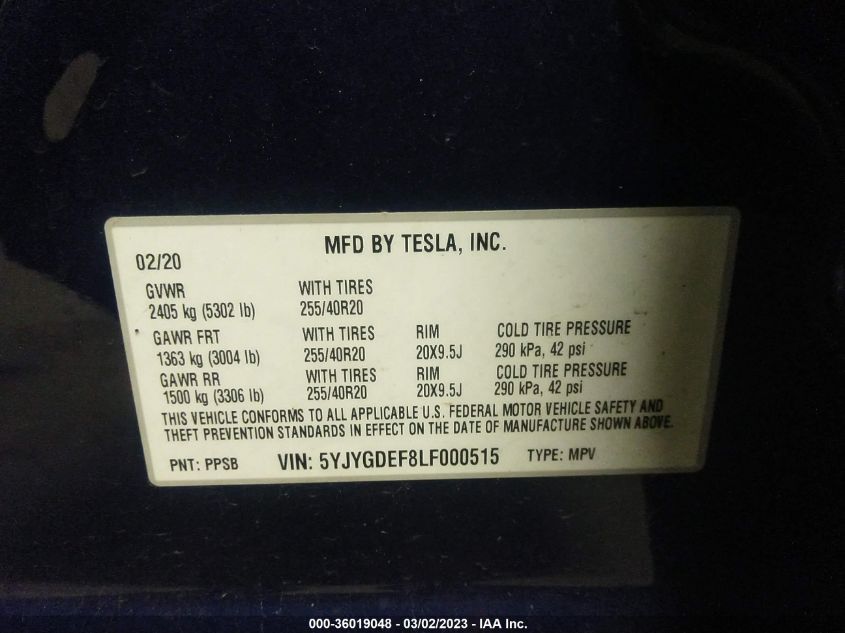 MFD BY TESLA, INC.
02/20
GVWR WITH TIRES
2405 kg (5302 lb) 255/40R20
GAWR FRT WITH TIRES RIM COLD TIRE PRESSURE
1363 kg (3004 lb) 255/40R20 20X9.5J 290 kPa, 42 psi
GAWR RR WITH TIRES RIM COLD TIRE PRESSURE
1500 kg (3306 lb) 255/40R20 20X9.5J 290 kPa, 42 psi
THIS VEHICLE CONFORMS TO ALL APPLICABLE U.S. FEDERAL MOTOR VEHICLE SAFETY AND
THEFT PREVENTION STANDARDS IN EFFECT ON THE DATE OF MANUFACTURE SHOWN ABOVE.
PNT: PPSB VIN: 5YJYGDEF8LF000515 TYPE: MPV
000-36019048 - 03/02/2023 - IAA Inc.